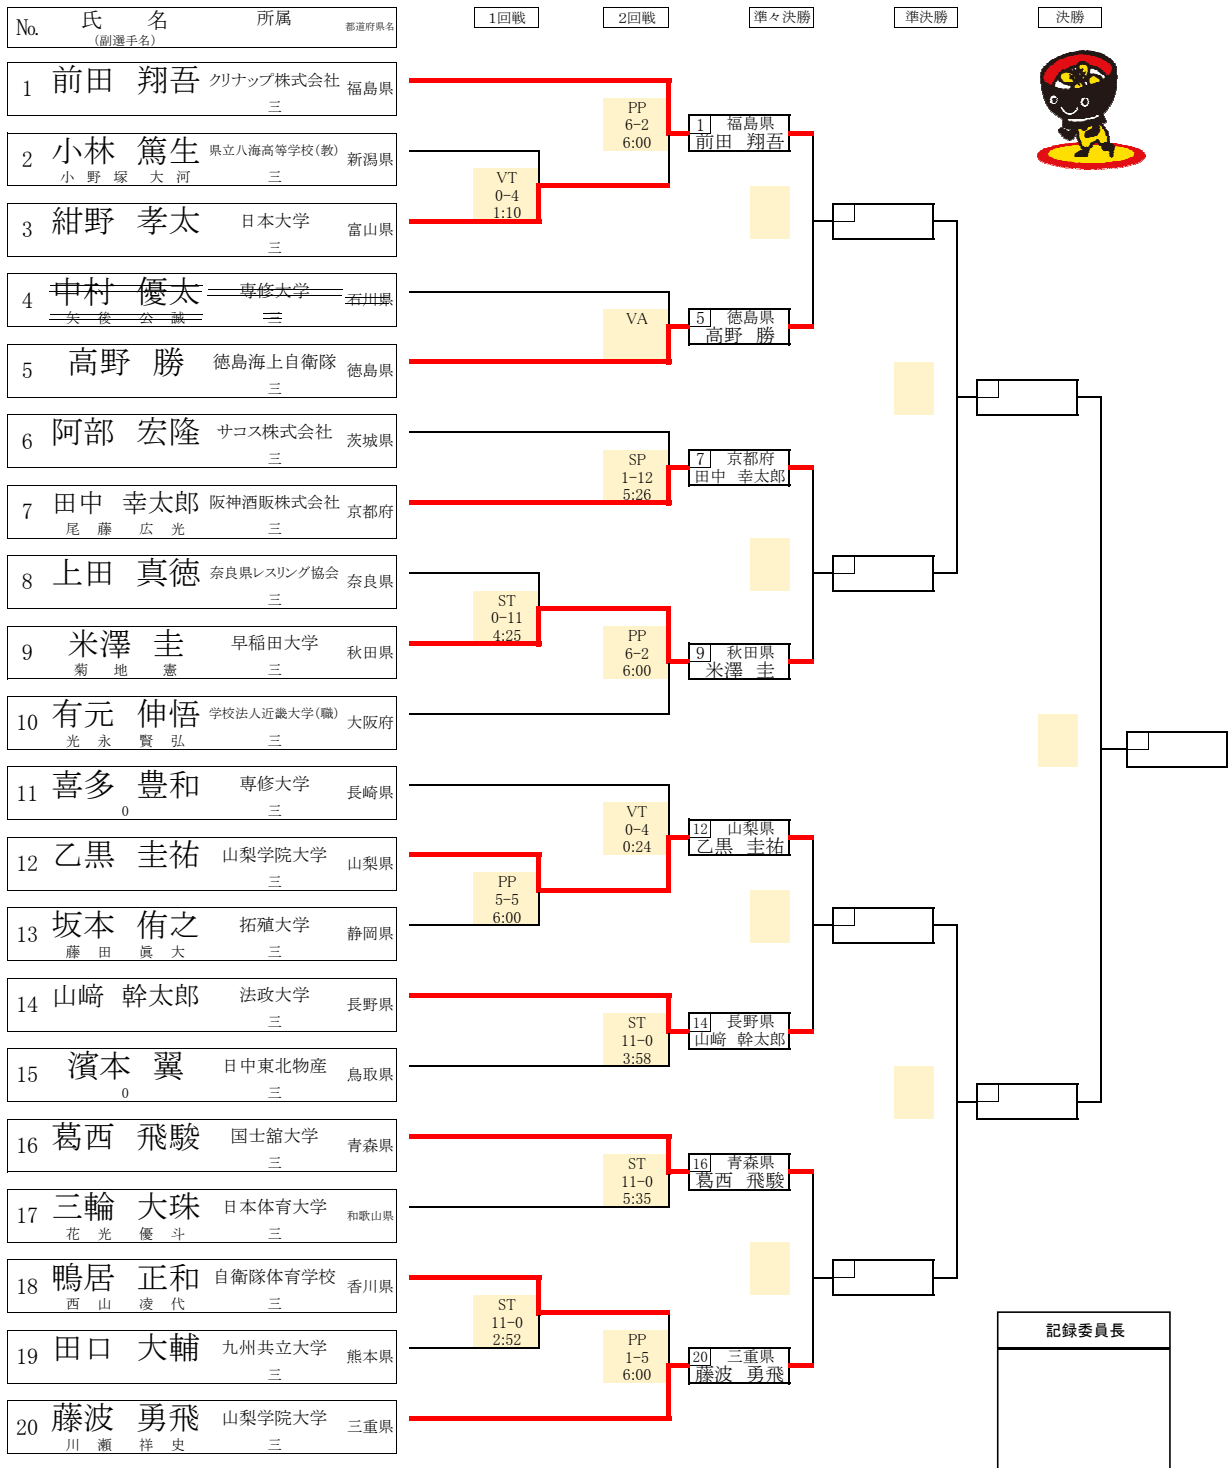 No. 氏 名 所属 都道府県名
(副選手名)
1回戦 2回戦 準々決勝 準決勝 決勝
1 前田 翔吾 クリナップ株式会社 福島県
三
2 小林 篤生 県立八海高等学校(教) 新潟県
小野塚 大河 三
3 紺野 孝太 日本大学 富山県
三
4 中村 優太 専修大学 石川県
矢後 公誠 三
5 高野 勝 徳島海上自衛隊 徳島県
三
6 阿部 宏隆 サコス株式会社 茨城県
三
7 田中 幸太郎 阪神酒販株式会社 京都府
尾藤 広光 三
8 上田 真徳 奈良県レスリング協会 奈良県
三
9 米澤 圭 早稲田大学 秋田県
菊地 憲 三
10 有元 伸悟 学校法人近畿大学(職) 大阪府
光永 賢弘 三
11 喜多 豊和 専修大学 長崎県
0 三
12 乙黒 圭祐 山梨学院大学 山梨県
三
13 坂本 侑之 拓殖大学 静岡県
藤田 眞大 三
14 山﨑 幹太郎 法政大学 長野県
三
15 濱本 翼 日中東北物産 鳥取県
0 三
16 葛西 飛駿 国士舘大学 青森県
三
17 三輪 大珠 日本体育大学 和歌山県
花光 優斗 三
18 鴨居 正和 自衛隊体育学校 香川県
西山 凌代 三
19 田口 大輔 九州共立大学 熊本県
三
20 藤波 勇飛 山梨学院大学 三重県
川瀬 祥史 三
VT
0-4
1:10
ST
0-11
4:25
PP
5-5
6:00
ST
11-0
2:52
PP
6-2
6:00
VA
SP
1-12
5:26
PP
6-2
6:00
VT
0-4
0:24
ST
11-0
3:58
ST
11-0
5:35
PP
1-5
6:00
1 福島県
前田 翔吾
5 徳島県
高野 勝
7 京都府
田中 幸太郎
9 秋田県
米澤 圭
12 山梨県
乙黒 圭祐
14 長野県
山﨑 幹太郎
16 青森県
葛西 飛駿
20 三重県
藤波 勇飛
記録委員長